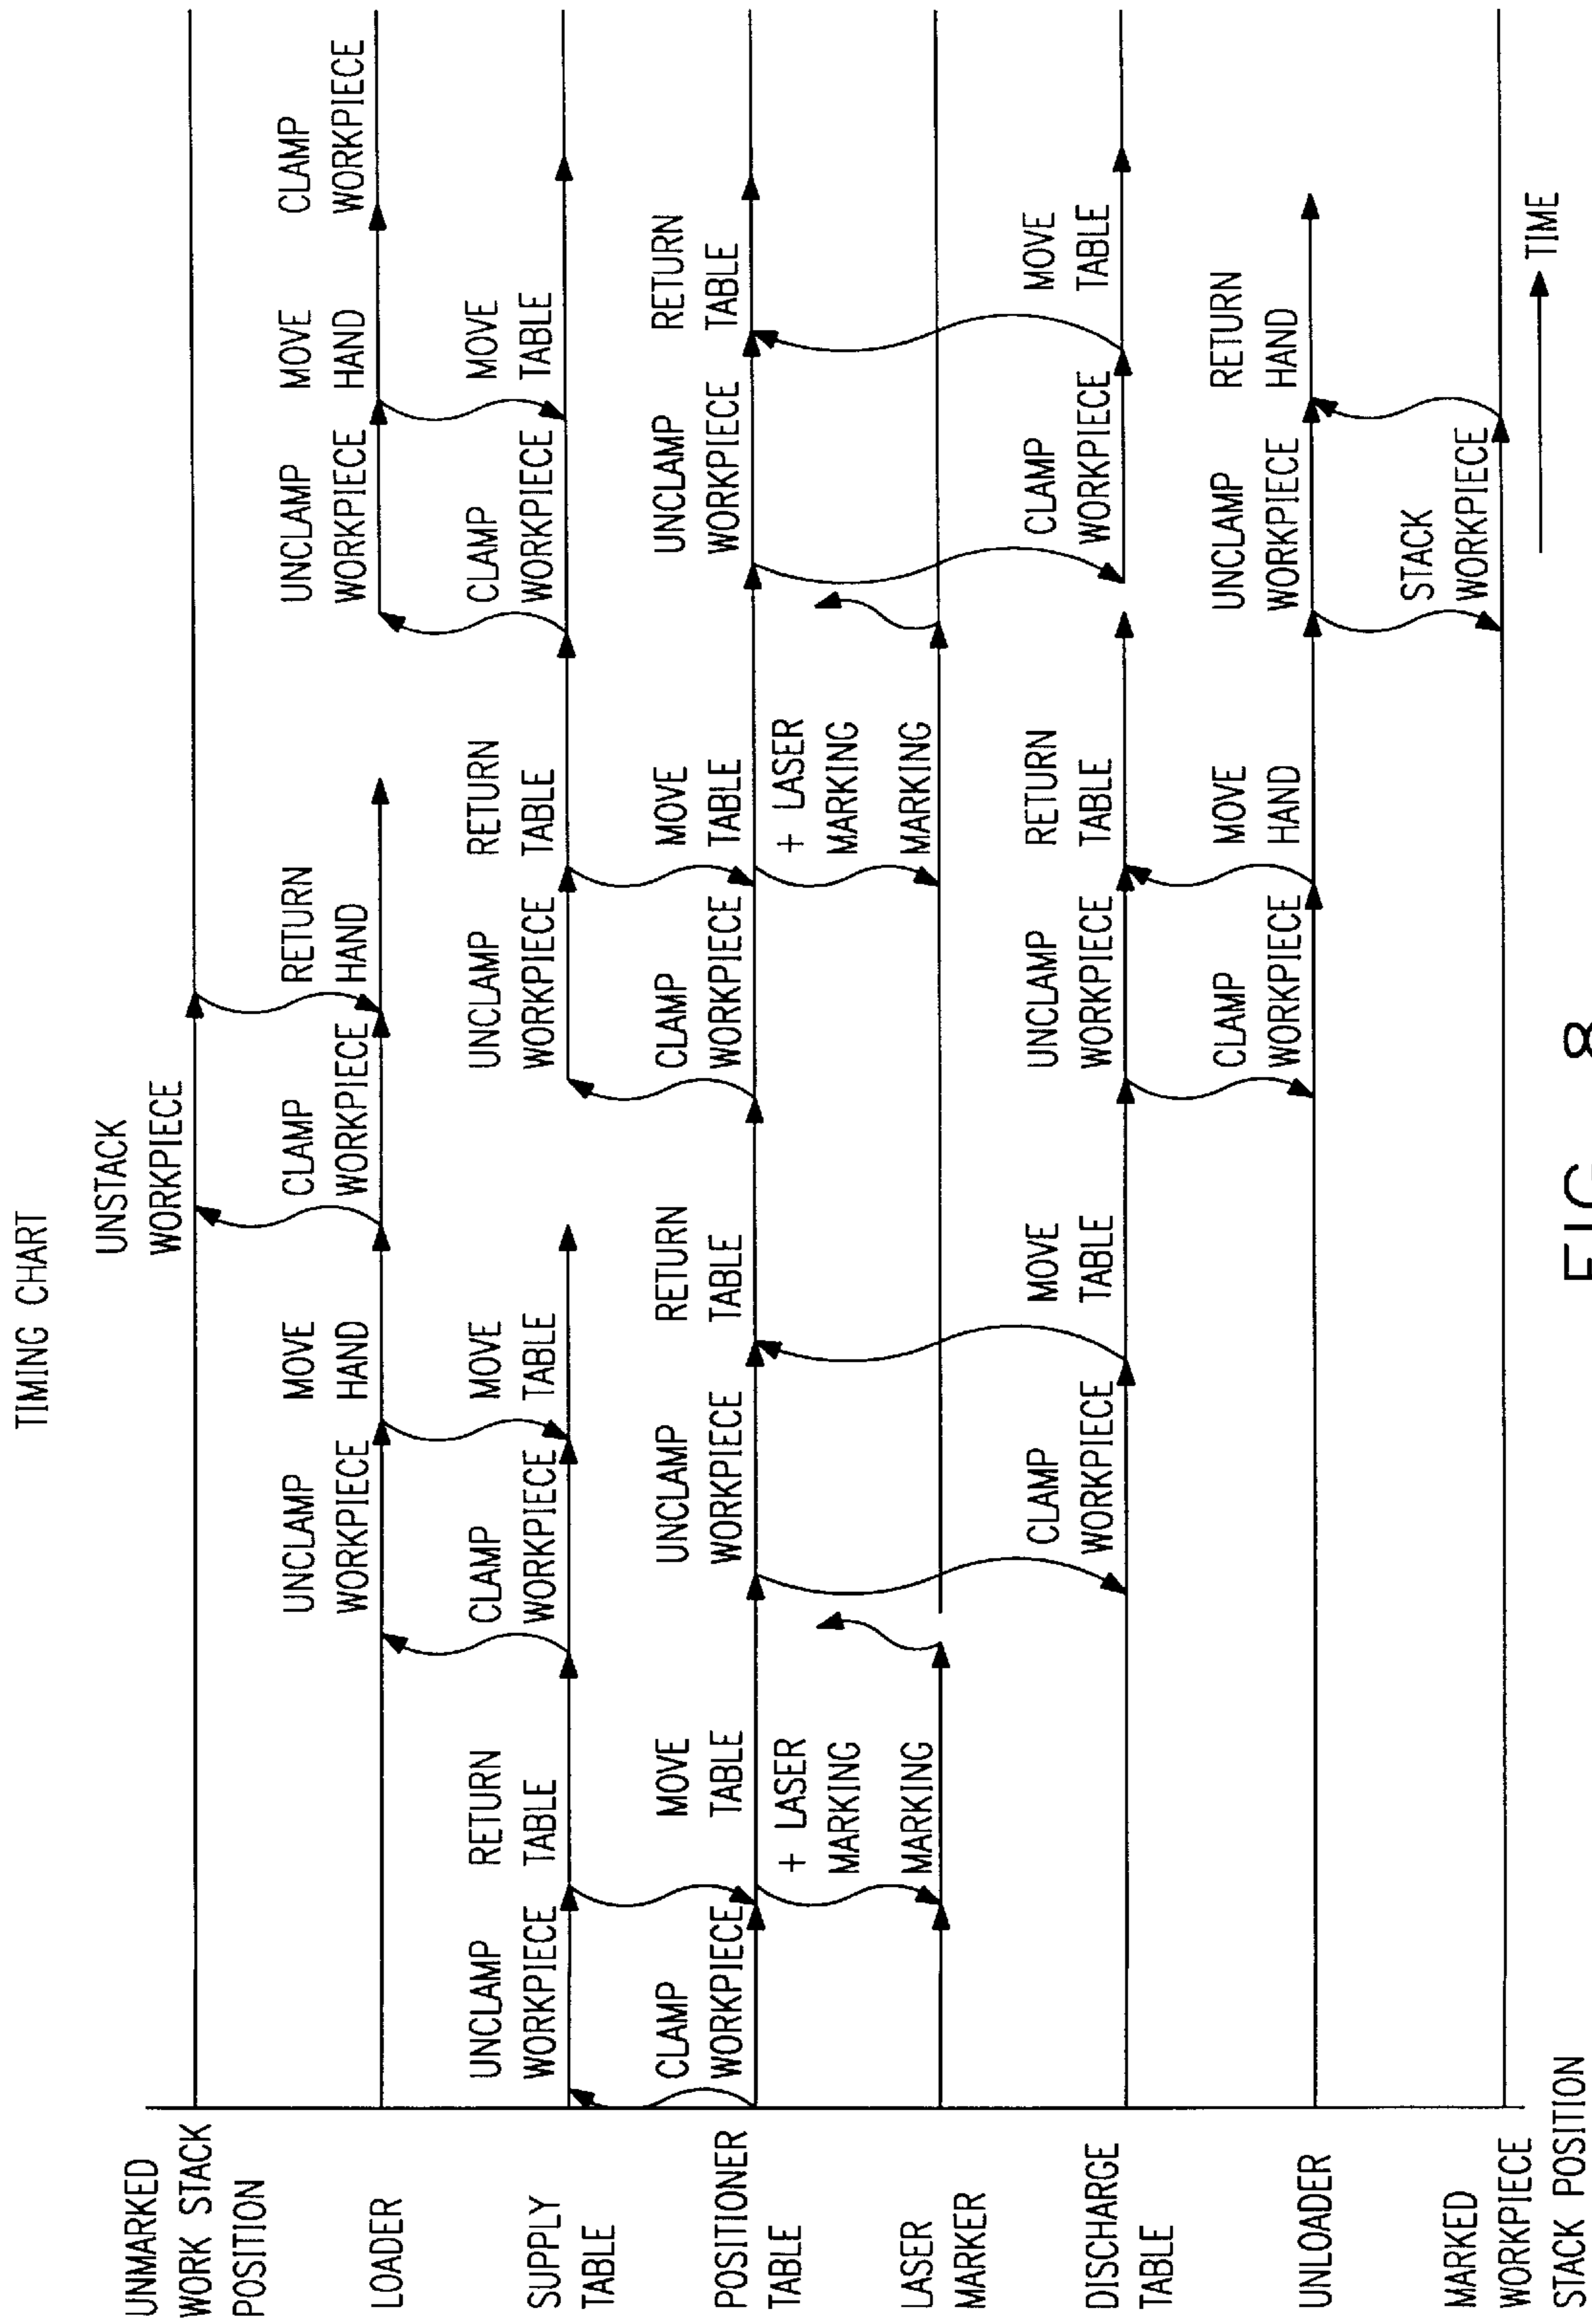 TIMING CHART
UNMARKED
WORK STACK
POSITION
UNSTACK
WORKPIECE
LOADER
UNCLAMP
WORKPIECE
MOVE
HAND
CLAMP
WORKPIECE
RETURN
HAND
UNCLAMP
WORKPIECE
MOVE
HAND
CLAMP
WORKPIECE
SUPPLY
TABLE
UNCLAMP
WORKPIECE
RETURN
TABLE
CLAMP
WORKPIECE
MOVE
TABLE
UNCLAMP
WORKPIECE
RETURN
TABLE
CLAMP
WORKPIECE
MOVE
TABLE
POSITIONER
TABLE
CLAMP
WORKPIECE
MOVE
TABLE
+ LASER
MARKING
UNCLAMP
WORKPIECE
RETURN
TABLE
CLAMP
WORKPIECE
MOVE
TABLE
+ LASER
MARKING
UNCLAMP
WORKPIECE
RETURN
TABLE
LASER
MARKER
MARKING
MARKING
DISCHARGE
TABLE
CLAMP
WORKPIECE
MOVE
TABLE
UNCLAMP
WORKPIECE
RETURN
TABLE
CLAMP
WORKPIECE
MOVE
TABLE
UNLOADER
CLAMP
WORKPIECE
MOVE
HAND
UNCLAMP
WORKPIECE
RETURN
HAND
MARKED
WORKPIECE
STACK POSITION
STACK
WORKPIECE
TIME
FIG. 8